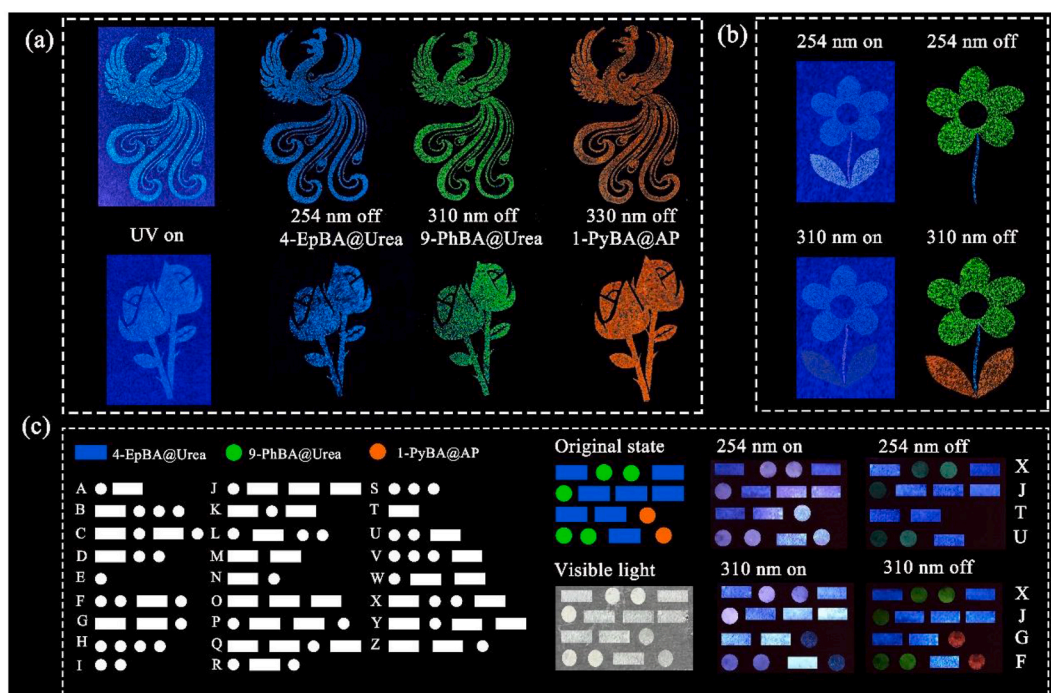 (a)
UV on
254 nm off
4-EpBA@Urea
310 nm off
9-PhBA@Urea
330 nm off
1-PyBA@AP
(b)
254 nm on
254 nm off
310 nm on
310 nm off
(c)
4-EpBA@Urea
9-PhBA@Urea
1-PyBA@AP
A
B
C
D
E
F
G
H
I
J
K
L
M
N
O
P
Q
R
S
T
U
V
W
X
Y
Z
Original state
Visible light
254 nm on
254 nm off
X
J
T
U
310 nm on
310 nm off
X
J
G
F